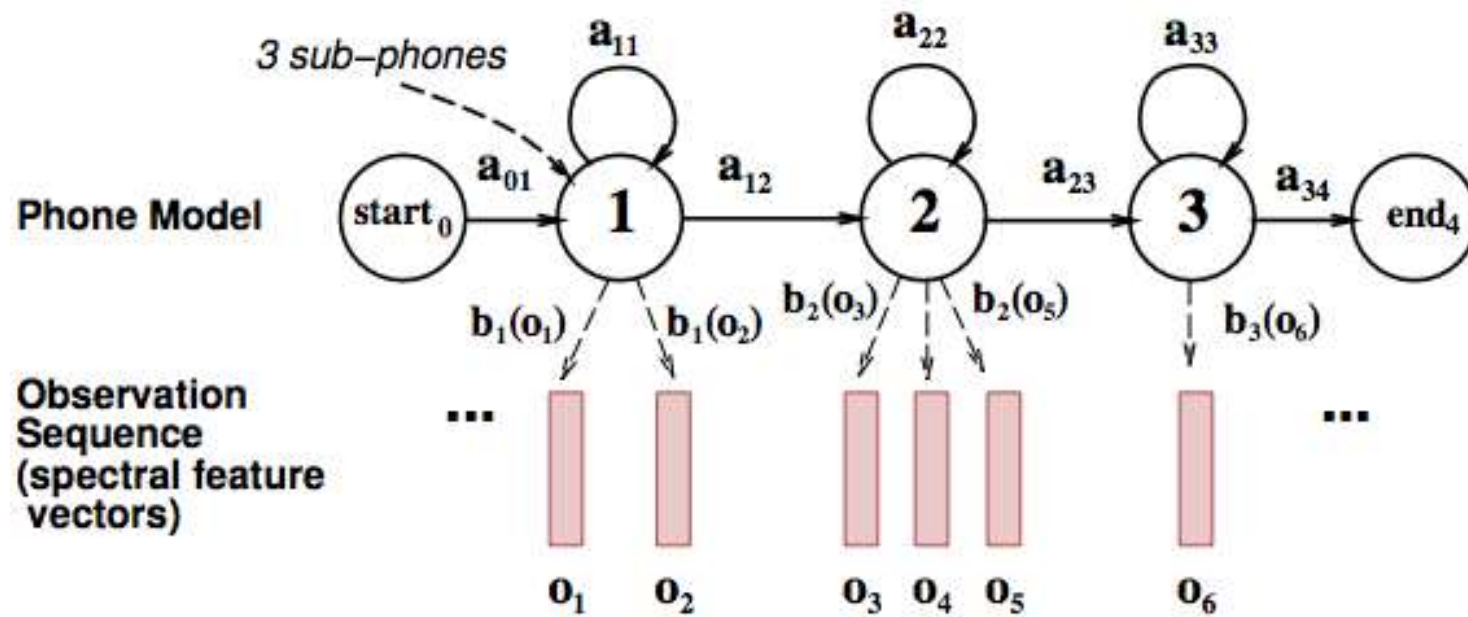 3 sub-phones
a₁₁ a₂₂ a₃₃
a₀₁ a₁₂ a₂₃ a₃₄
Phone Model start₀ 1 2 3 end₄
b₁(o₁) b₁(o₂) b₂(o₃) b₂(o₅) b₃(o₆)
Observation
Sequence
(spectral feature
vectors)
... ...
o₁ o₂ o₃ o₄ o₅ o₆